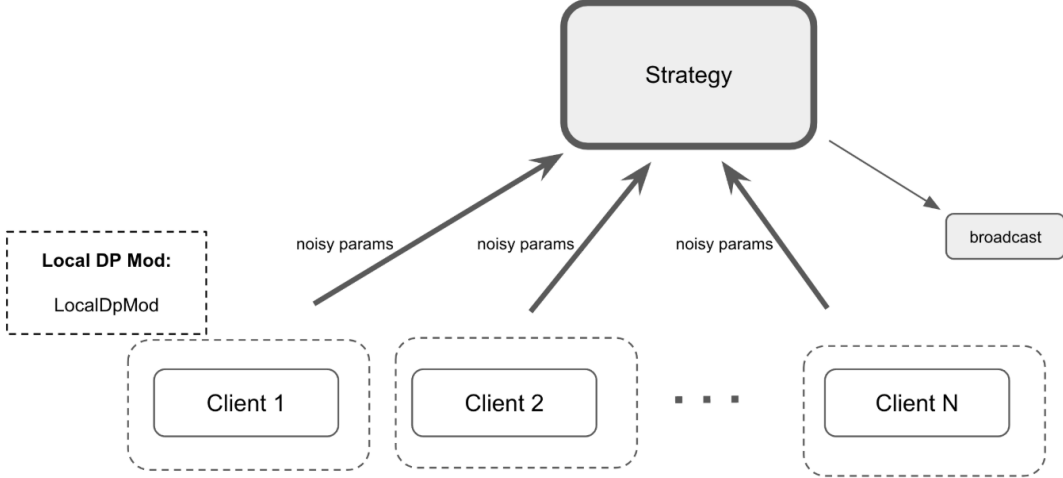 Strategy
noisy params
noisy params
noisy params
broadcast
Local DP Mod:
LocalDpMod
Client 1
Client 2
Client N